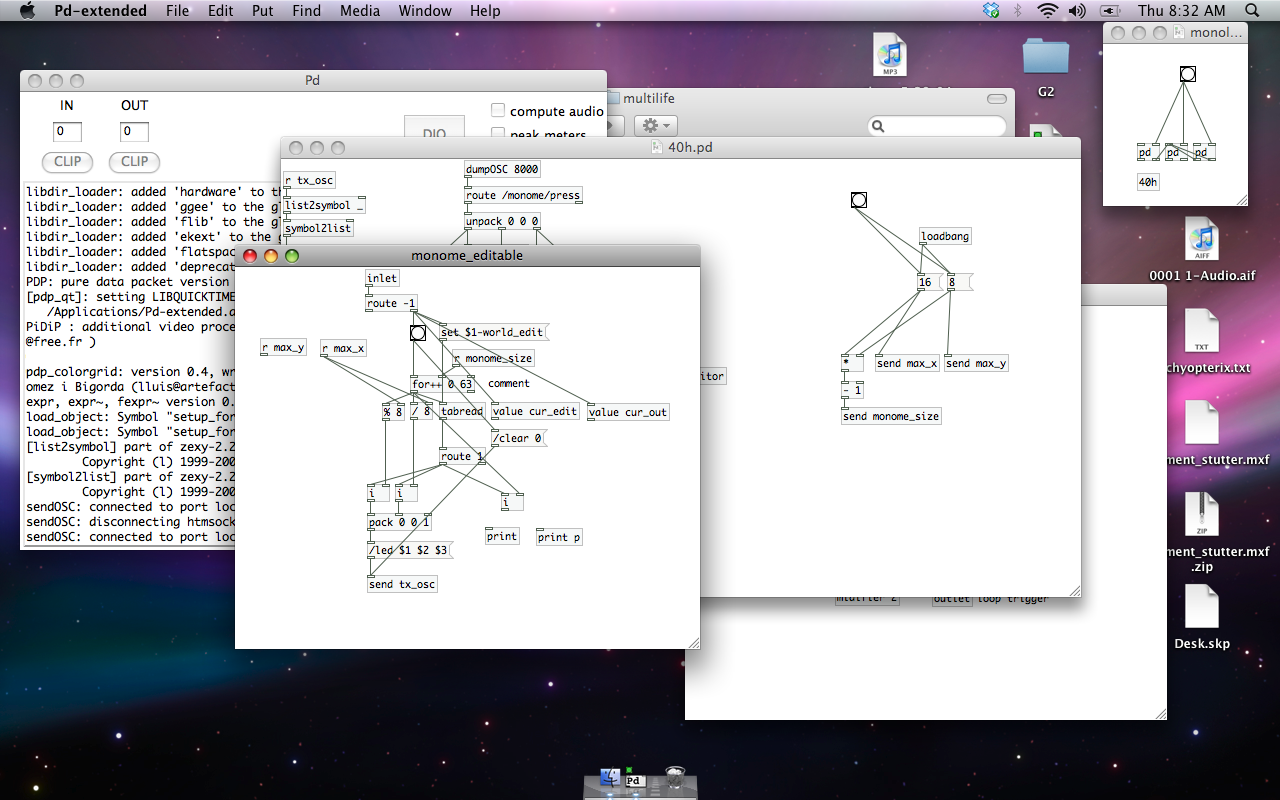 Pd-extended File Edit Put Find Media Window Help Thu 8:32 AM
monol...
pd pd pd
40h
MP3
G2
AIFF
0001 1-Audio.aif
TXT
chyopterix.txt
ment_stutter.mxf
ZIP
ment_stutter.mxf
.zip
Desk.skp
Pd
IN OUT
0 0
CLIP CLIP
compute audio
peak meters
DIO
libdir_loader: added 'hardware' to th
libdir_loader: added 'ggee' to the gl
libdir_loader: added 'flib' to the gl
libdir_loader: added 'ekext' to the
libdir_loader: added 'flatspac
libdir_loader: added 'deprecat
PDP: pure data packet version
[pdp_qt]: setting LIBQUICKTIME
/Applications/Pd-extended.a
PiDiP : additional video proce
@free.fr )
pdp_colorgrid: version 0.4, wr
omez i Bigorda (lluis@artefact
expr, expr~, fexpr~ version 0.
load_object: Symbol "setup_for
load_object: Symbol "setup_for
[list2symbol] part of zexy-2.2
Copyright (l) 1999-200
[symbol2list] part of zexy-2.2
Copyright (l) 1999-200
sendOSC: connected to port loc
sendOSC: disconnecting htmsock
sendOSC: connected to port loc
multilife
40h.pd
r tx_osc
list2symbol _
symbol2list
dumpOSC 8000
route /monome/press
unpack 0 0 0
loadbang
16 8
*
send max_x send max_y
- 1
send monome_size
itor
outlet loop trigger
monome_editable
inlet
route -1
set $1-world_edit
r max_y r max_x
r monome_size
for++ 0 63 comment
% 8 / 8 tabread value cur_edit value cur_out
/clear 0
route 1
i i i
pack 0 0 1
print print p
/led $1 $2 $3
send tx_osc
Pd